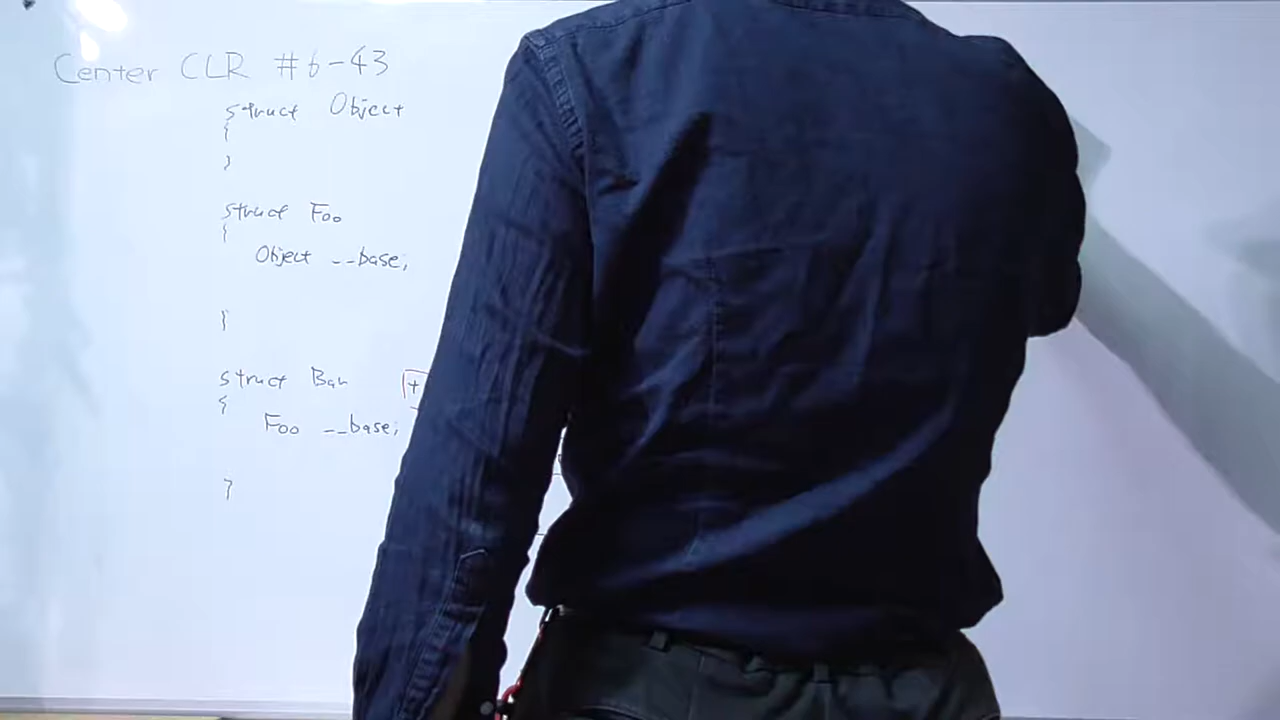 Center CLR #6-43
struct Object
{
}
struct Foo
{
Object __base;
}
struct Bar
{
Foo __base;
}